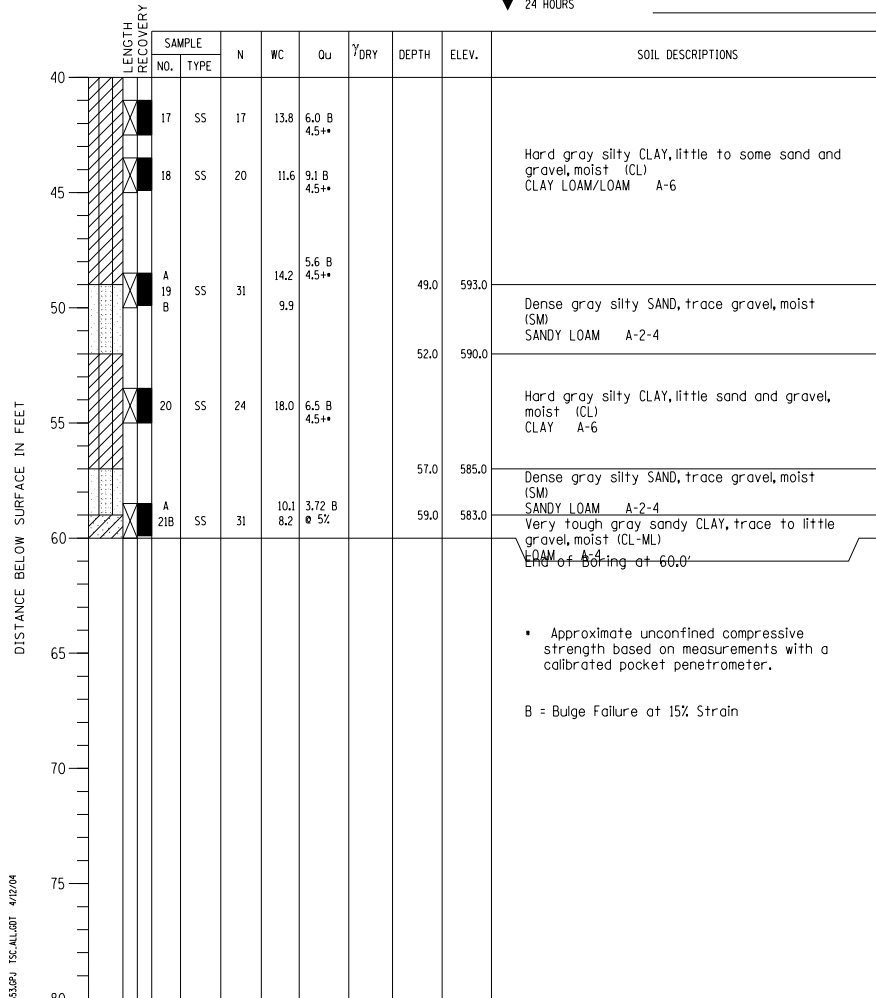 ▼ 24 HOURS
LENGTH
RECOVERY
SAMPLE
NO. TYPE
N
WC
Qu
γDRY
DEPTH
ELEV.
SOIL DESCRIPTIONS
DISTANCE BELOW SURFACE IN FEET
40
17 SS 17 13.8 6.0 B
4.5+*
Hard gray silty CLAY, little to some sand and
gravel, moist (CL)
CLAY LOAM/LOAM A-6
18 SS 20 11.6 9.1 B
4.5+*
45
5.6 B
A 14.2 4.5+*
19 SS 31
B 9.9
49.0 593.0
50
Dense gray silty SAND, trace gravel, moist
(SM)
SANDY LOAM A-2-4
52.0 590.0
Hard gray silty CLAY, little sand and gravel,
moist (CL)
CLAY A-6
20 SS 24 18.0 6.5 B
4.5+*
55
57.0 585.0
Dense gray silty SAND, trace gravel, moist
(SM)
SANDY LOAM A-2-4
A 10.1 3.72 B
21B SS 31 8.2 @ 5%
59.0 583.0
Very tough gray sandy CLAY, trace to little
gravel, moist (CL-ML)
LOAM A-4
60
End of Boring at 60.0'
* Approximate unconfined compressive
strength based on measurements with a
calibrated pocket penetrometer.
65
B = Bulge Failure at 15% Strain
70
75
80
53.GPJ TSC_ALL.GDT 4/12/04